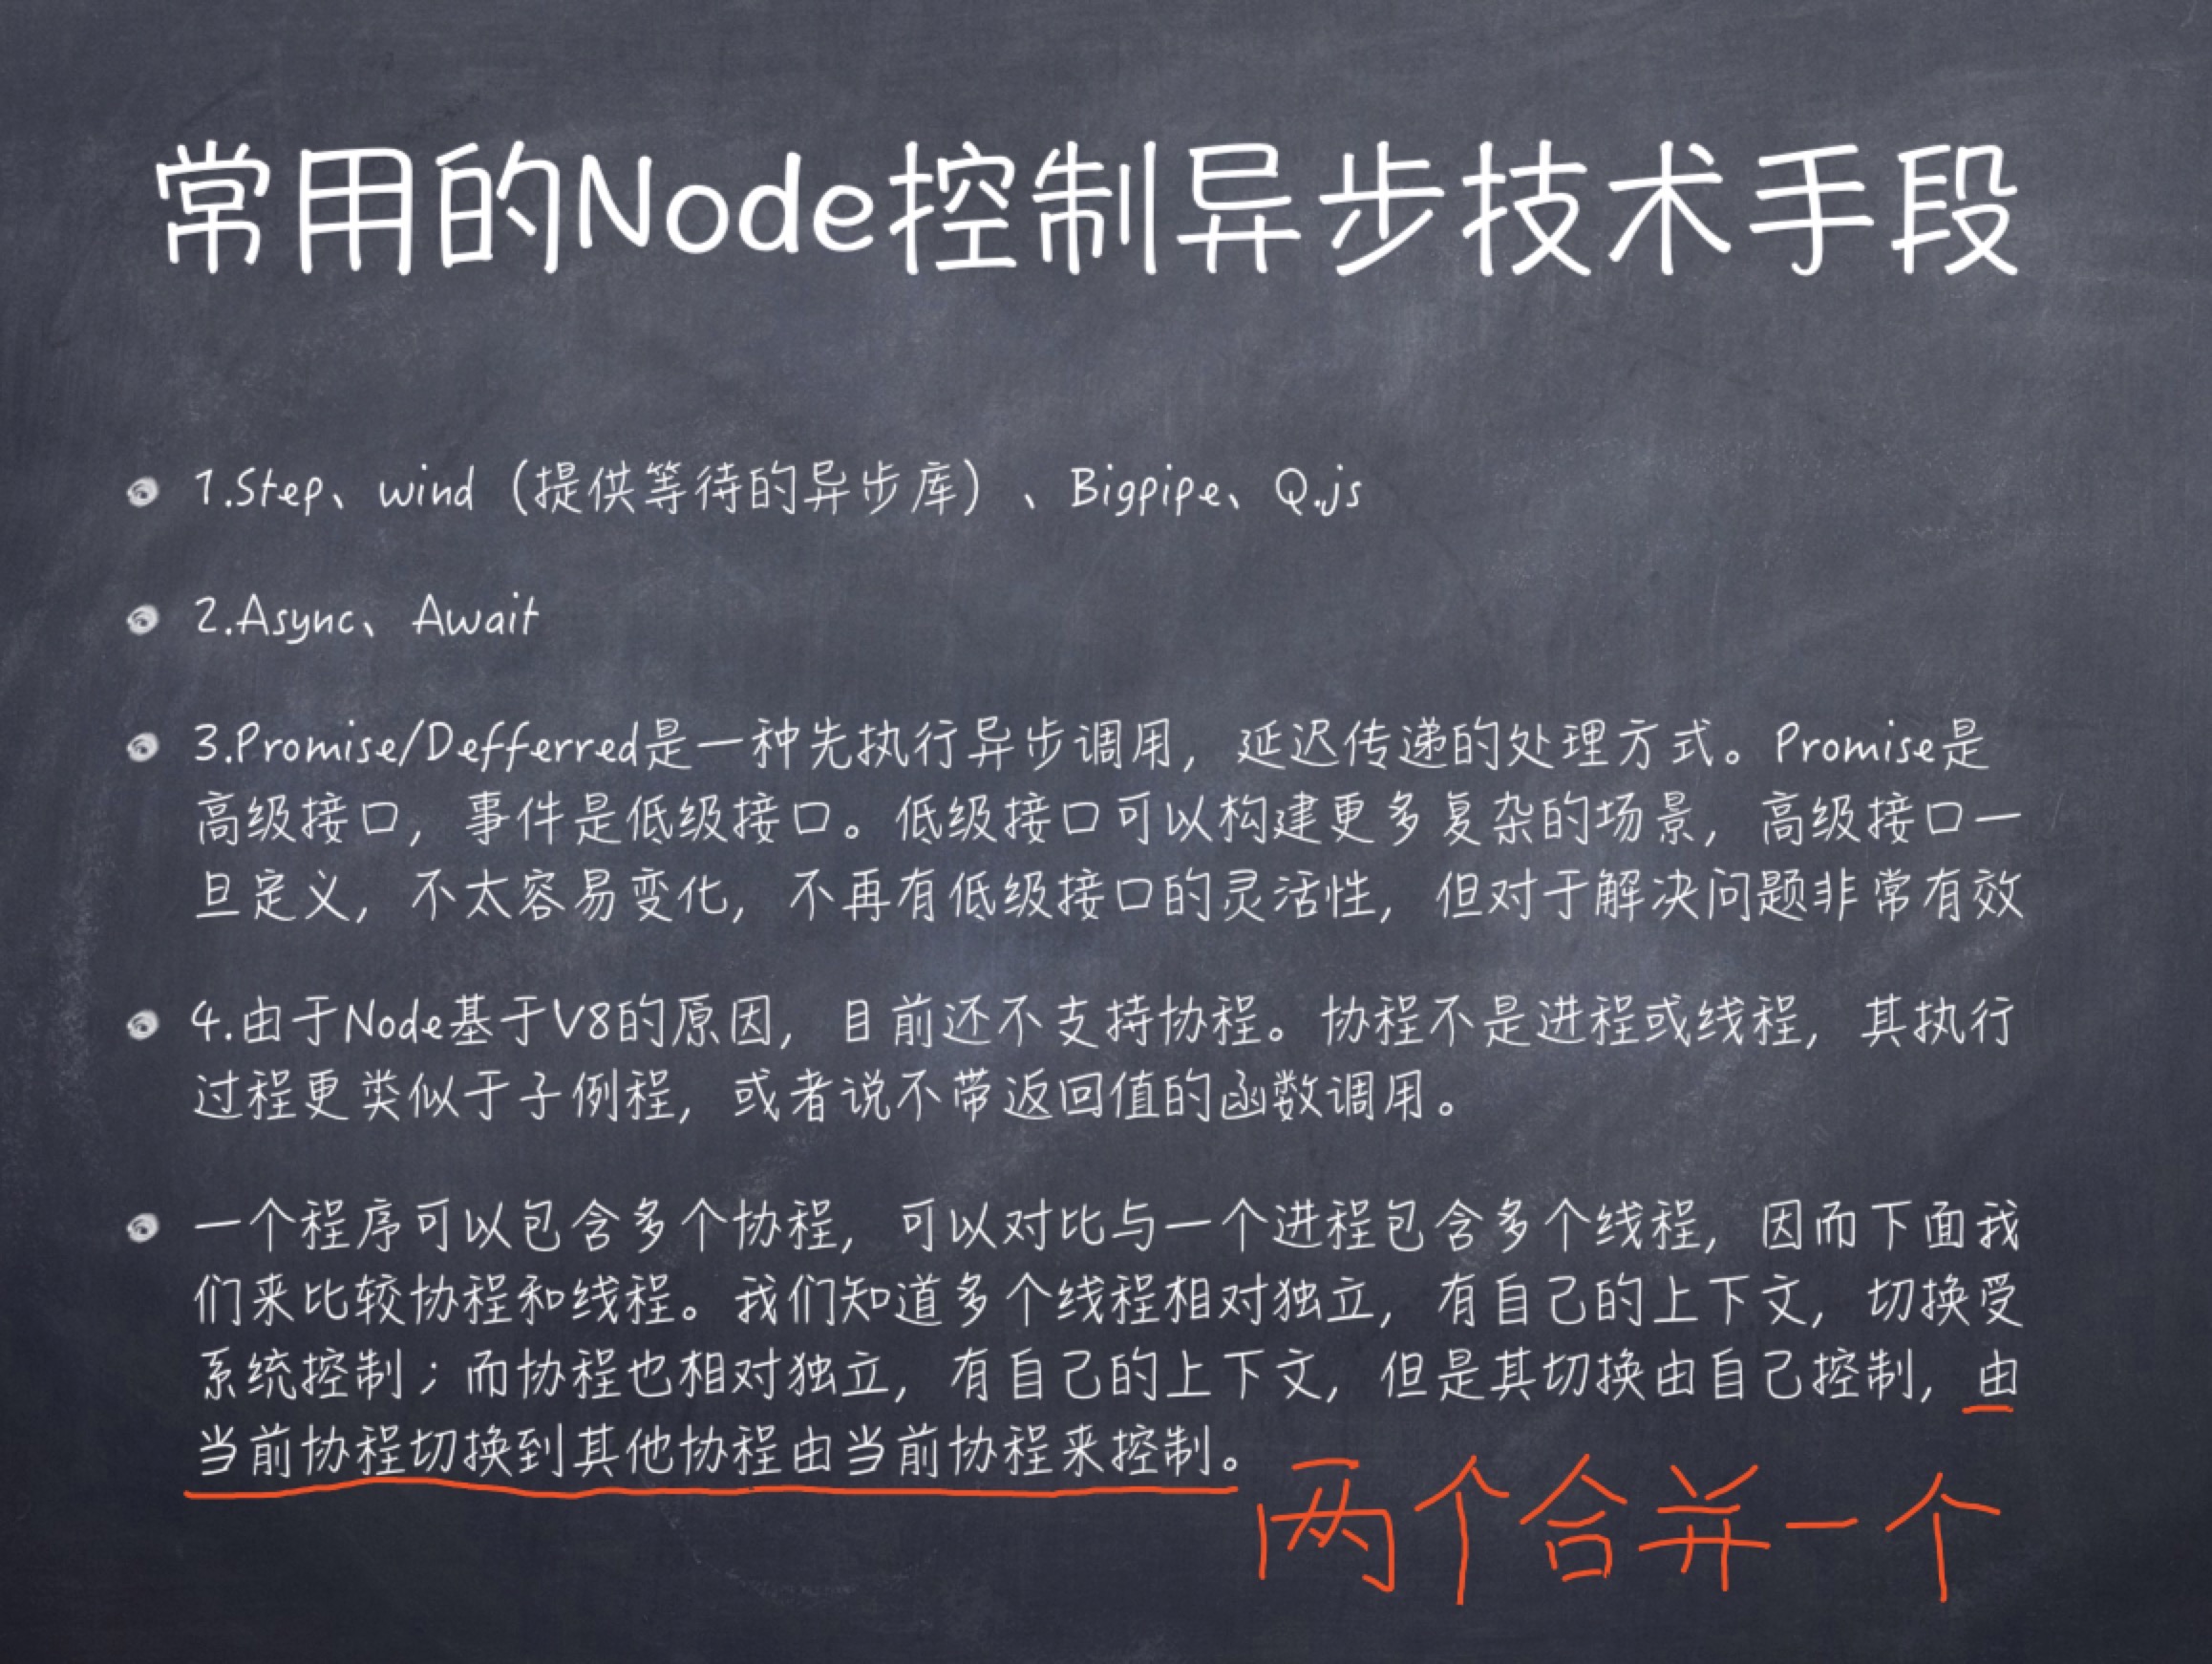 常用的Node控制异步技术手段
1.Step、wind（提供等待的异步库）、Bigpipe、Q.js
2.Async、Await
3.Promise/Defferred是一种先执行异步调用，延迟传递的处理方式。Promise是
高级接口，事件是低级接口。低级接口可以构建更多复杂的场景，高级接口一
旦定义，不太容易变化，不再有低级接口的灵活性，但对于解决问题非常有效
4.由于Node基于V8的原因，目前还不支持协程。协程不是进程或线程，其执行
过程更类似于子例程，或者说不带返回值的函数调用。
一个程序可以包含多个协程，可以对比与一个进程包含多个线程，因而下面我
们来比较协程和线程。我们知道多个线程相对独立，有自己的上下文，切换受
系统控制；而协程也相对独立，有自己的上下文，但是其切换由自己控制，由
当前协程切换到其他协程由当前协程来控制。
两个合并一个